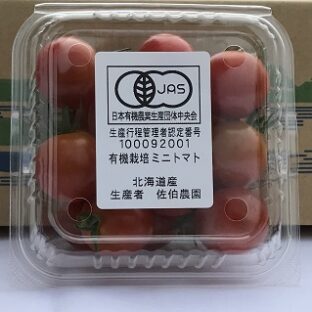 JAS
日本有機農業生産団体中央会
生産行程管理者認定番号
100092001
有機栽培ミニトマト
北海道産
生産者 佐伯農園